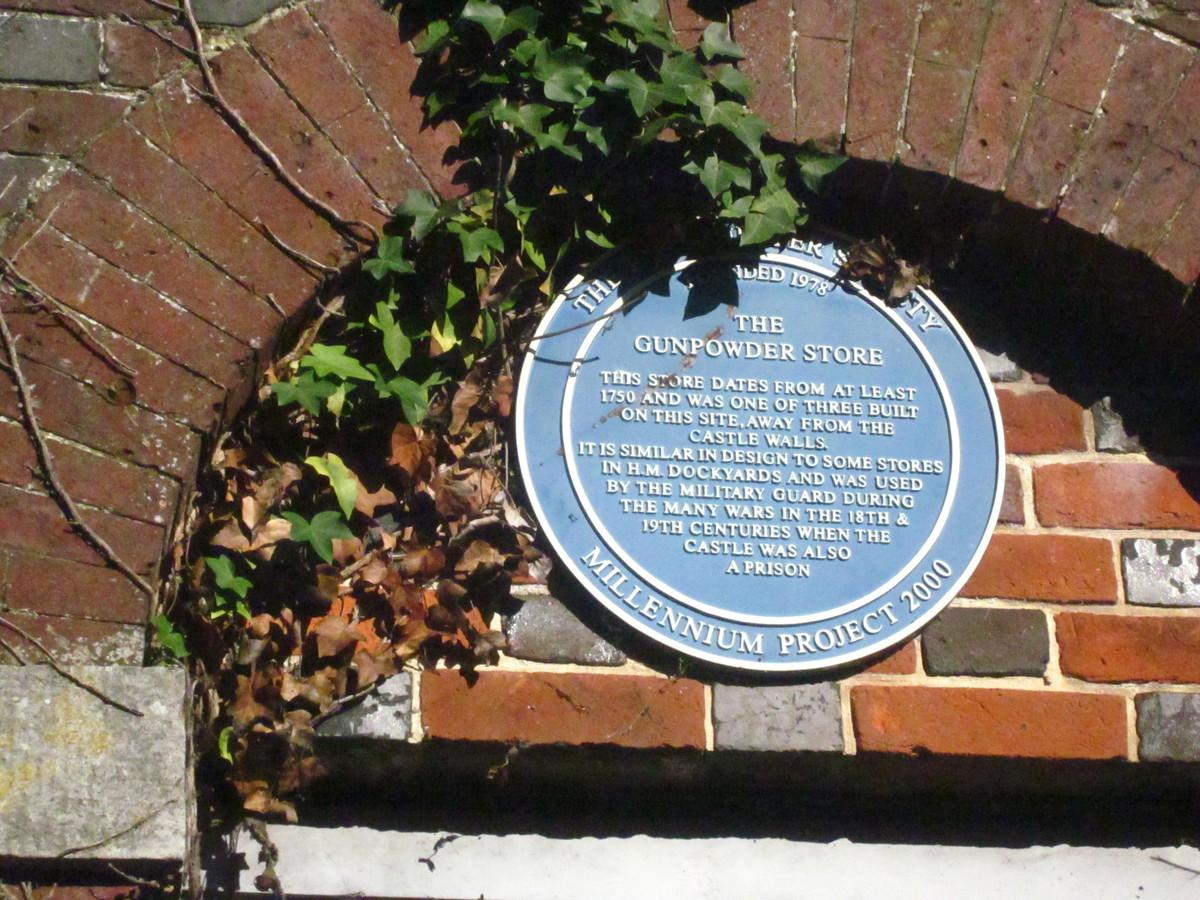 THE
FOUNDED 1978
THE
GUNPOWDER STORE
THIS STORE DATES FROM AT LEAST
1750 AND WAS ONE OF THREE BUILT
ON THIS SITE, AWAY FROM THE
CASTLE WALLS.
IT IS SIMILAR IN DESIGN TO SOME STORES
IN H.M. DOCKYARDS AND WAS USED
BY THE MILITARY GUARD DURING
THE MANY WARS IN THE 18TH &
19TH CENTURIES WHEN THE
CASTLE WAS ALSO
A PRISON
MILLENNIUM PROJECT 2000